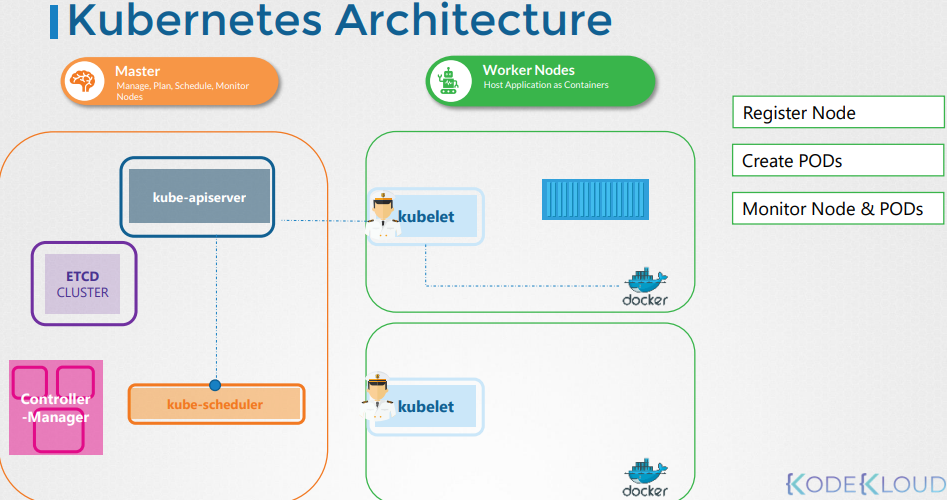 Kubernetes Architecture
Master
Manage, Plan, Schedule, Monitor
Nodes
Worker Nodes
Host Application as Containers
kube-apiserver
ETCD
CLUSTER
Controller
-Manager
kube-scheduler
kubelet
docker
kubelet
docker
Register Node
Create PODs
Monitor Node & PODs
KODEKLOUD